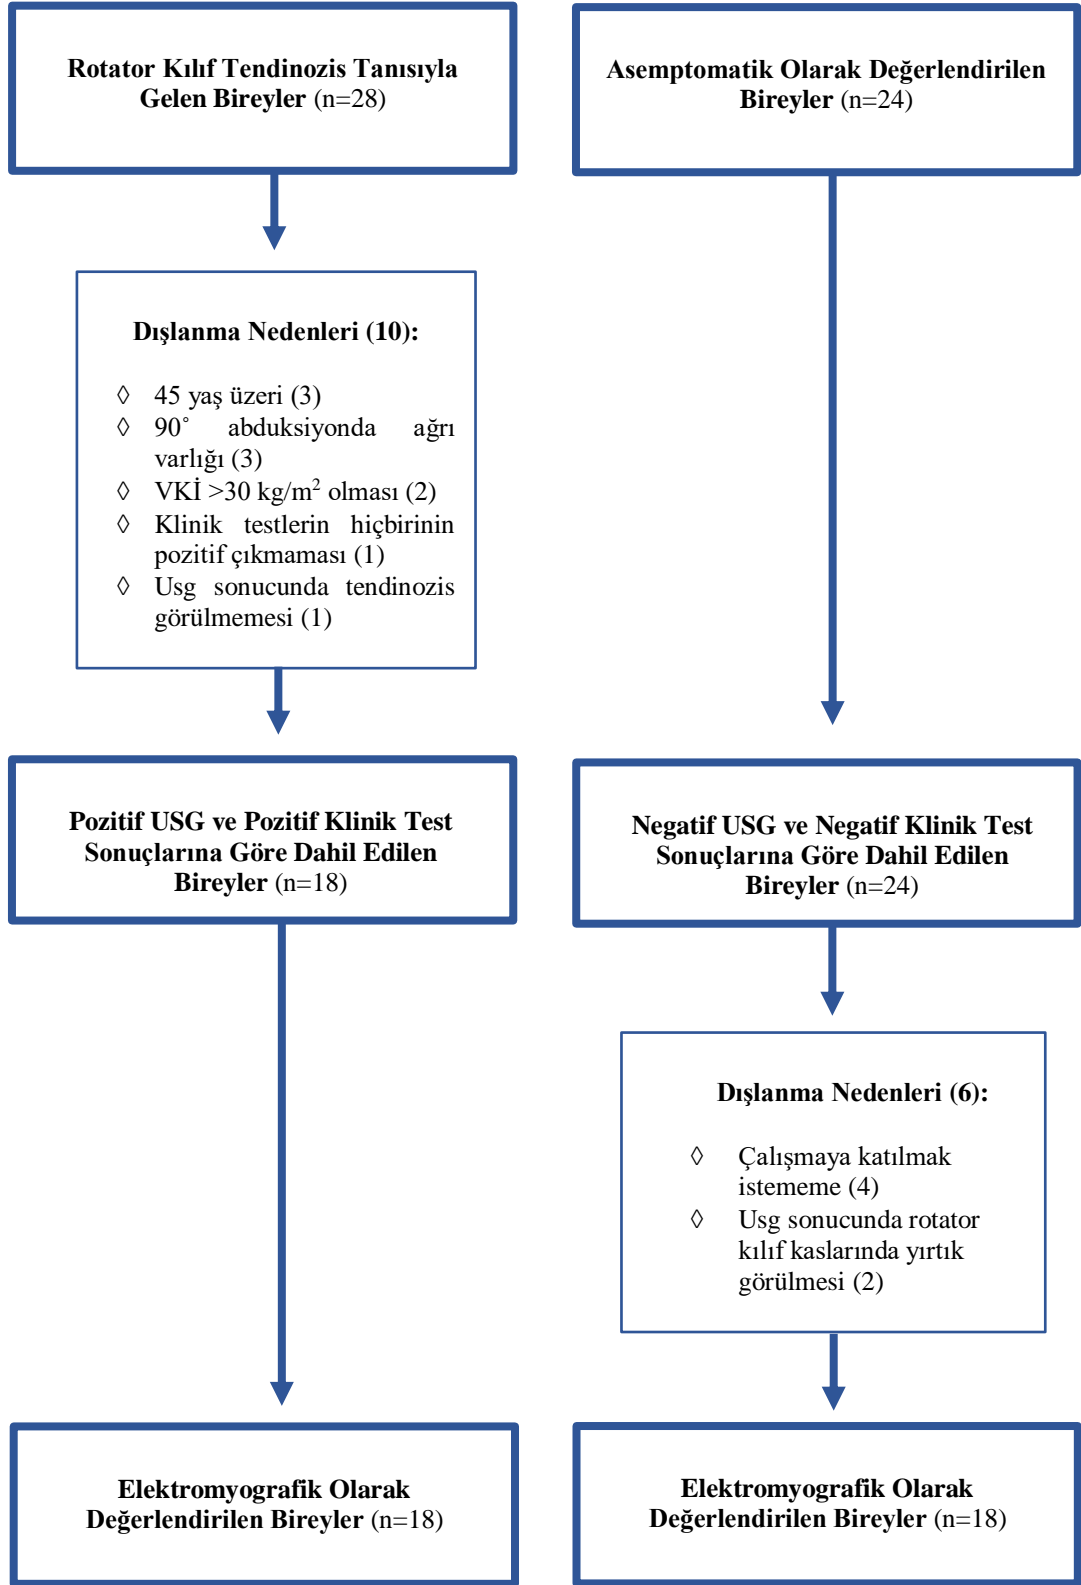 Rotator Kılıf Tendinozis Tanısıyla
Gelen Bireyler (n=28)
Asemptomatik Olarak Değerlendirilen
Bireyler (n=24)
Dışlanma Nedenleri (10):
◊ 45 yaş üzeri (3)
◊ 90˚ abduksiyonda ağrı
varlığı (3)
◊ VKİ >30 kg/m² olması (2)
◊ Klinik testlerin hiçbirinin
pozitif çıkmaması (1)
◊ Usg sonucunda tendinozis
görülmemesi (1)
Pozitif USG ve Pozitif Klinik Test
Sonuçlarına Göre Dahil Edilen
Bireyler (n=18)
Negatif USG ve Negatif Klinik Test
Sonuçlarına Göre Dahil Edilen
Bireyler (n=24)
Dışlanma Nedenleri (6):
◊ Çalışmaya katılmak
istememe (4)
◊ Usg sonucunda rotator
kılıf kaslarında yırtık
görülmesi (2)
Elektromyografik Olarak
Değerlendirilen Bireyler (n=18)
Elektromyografik Olarak
Değerlendirilen Bireyler (n=18)